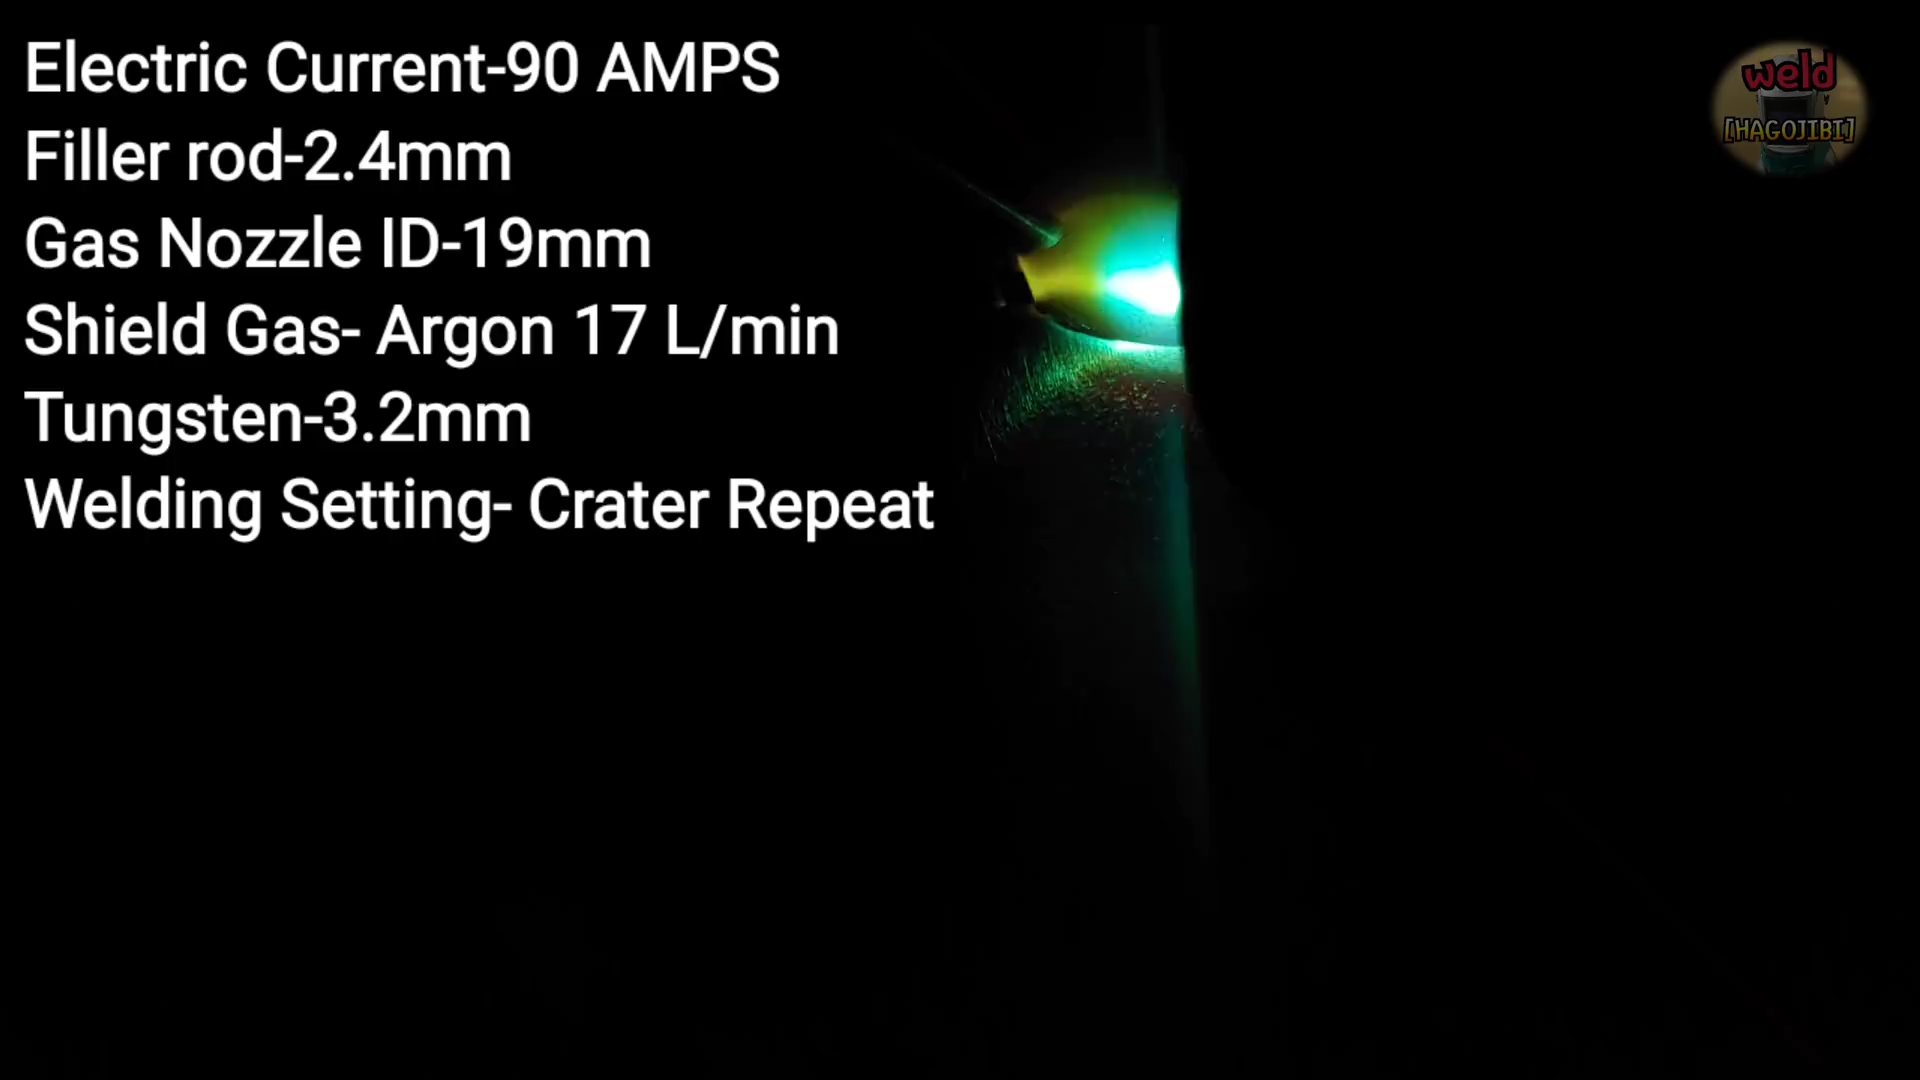 Electric Current-90 AMPS
Filler rod-2.4mm
Gas Nozzle ID-19mm
Shield Gas- Argon 17 L/min
Tungsten-3.2mm
Welding Setting- Crater Repeat
weld
[HAGOJIBI]